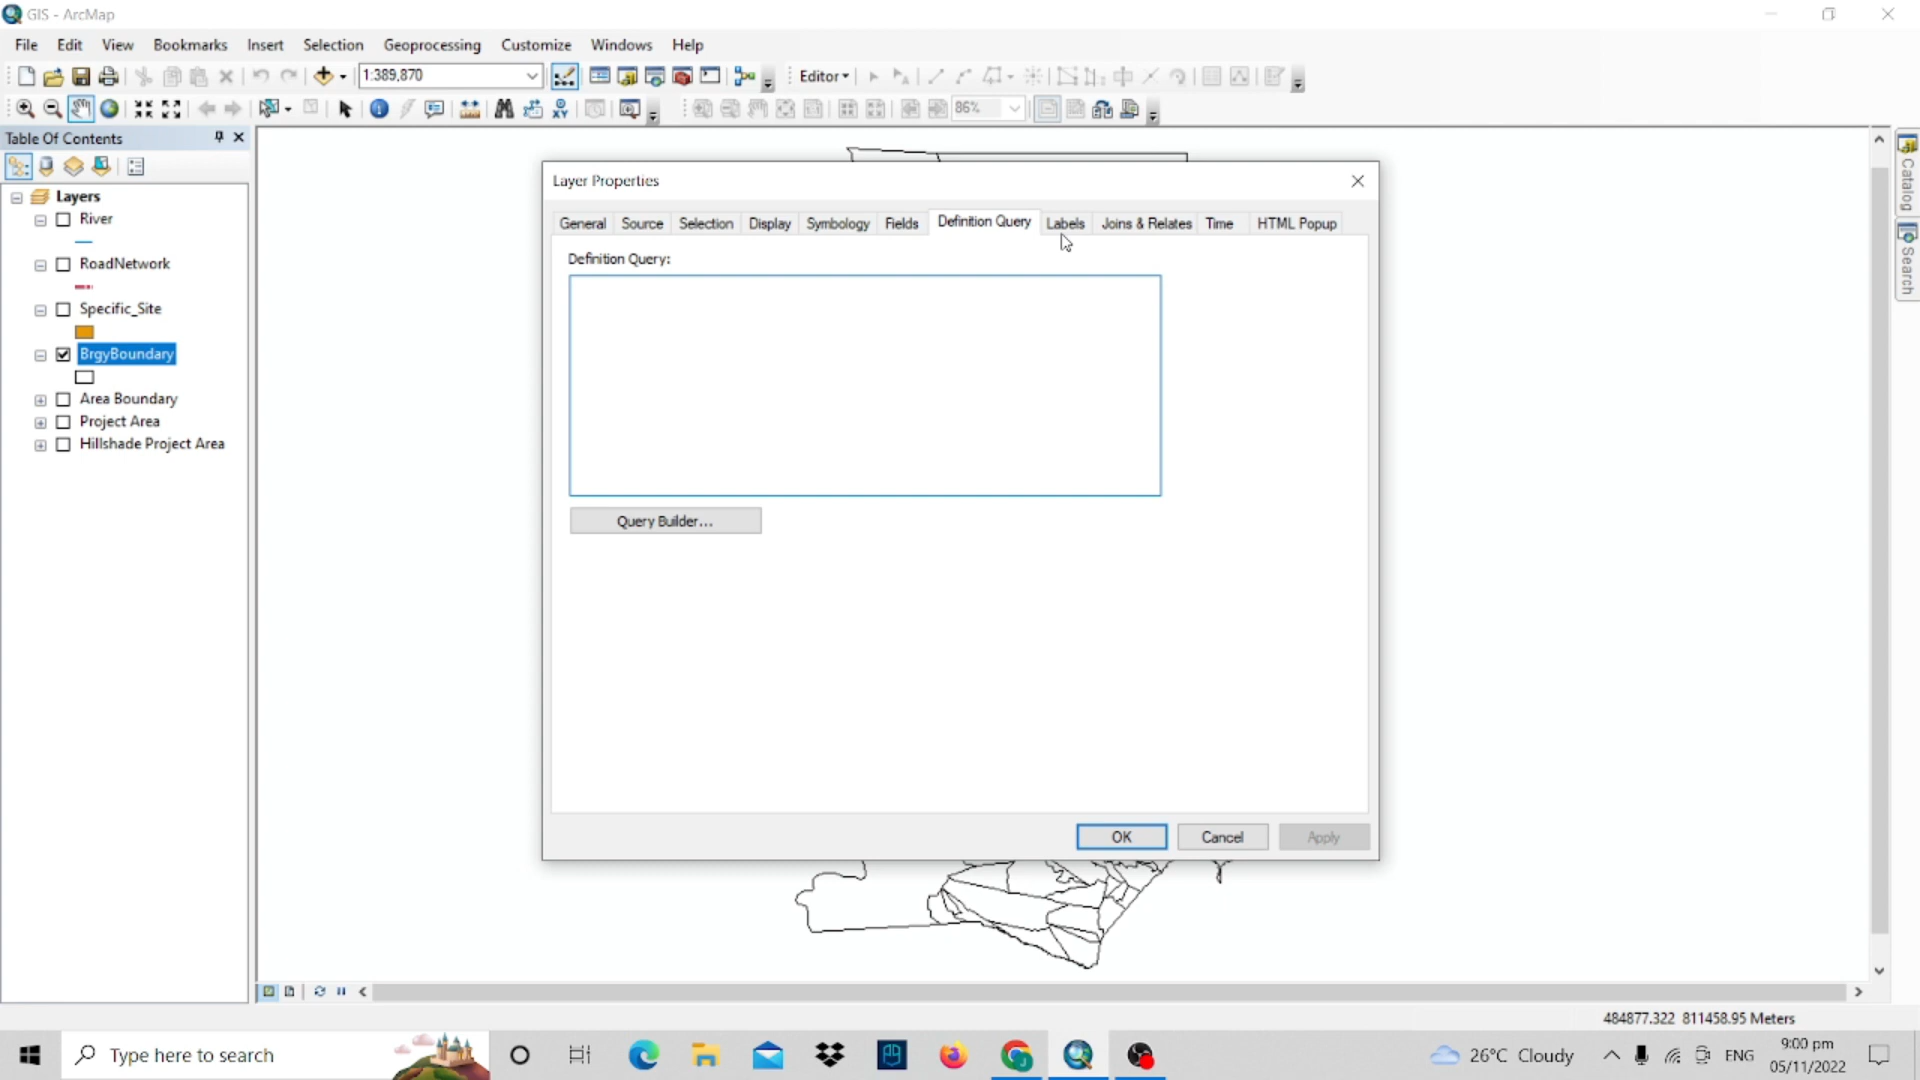 GIS - ArcMap
File Edit View Bookmarks Insert Selection Geoprocessing Customize Windows Help
1:389,870
Editor
86%
Table Of Contents
Layers
River
RoadNetwork
Specific_Site
BrgyBoundary
Area Boundary
Project Area
Hillshade Project Area
Layer Properties
General Source Selection Display Symbology Fields Definition Query Labels Joins & Relates Time HTML Popup
Definition Query:
Query Builder...
OK Cancel Apply
Catalog
Search
484877.322 811458.95 Meters
Type here to search
26°C Cloudy
ENG
9:00 pm
05/11/2022